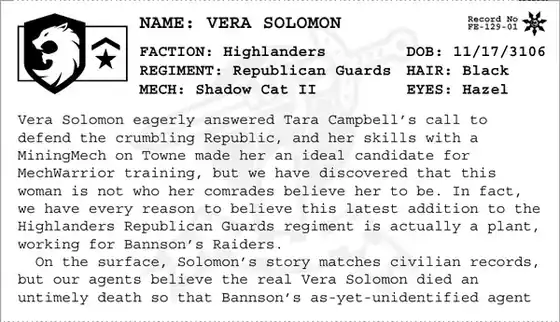 NAME: VERA SOLOMON
Record No
FE-129-01
FACTION: Highlanders DOB: 11/17/3106
REGIMENT: Republican Guards HAIR: Black
MECH: Shadow Cat II EYES: Hazel
Vera Solomon eagerly answered Tara Campbell’s call to
defend the crumbling Republic, and her skills with a
MiningMech on Towne made her an ideal candidate for
MechWarrior training, but we have discovered that this
woman is not who her comrades believe her to be. In fact,
we have every reason to believe this latest addition to the
Highlanders Republican Guards regiment is actually a plant,
working for Bannson’s Raiders.
On the surface, Solomon’s story matches civilian records,
but our agents believe the real Vera Solomon died an
untimely death so that Bannson’s as-yet-unidentified agent